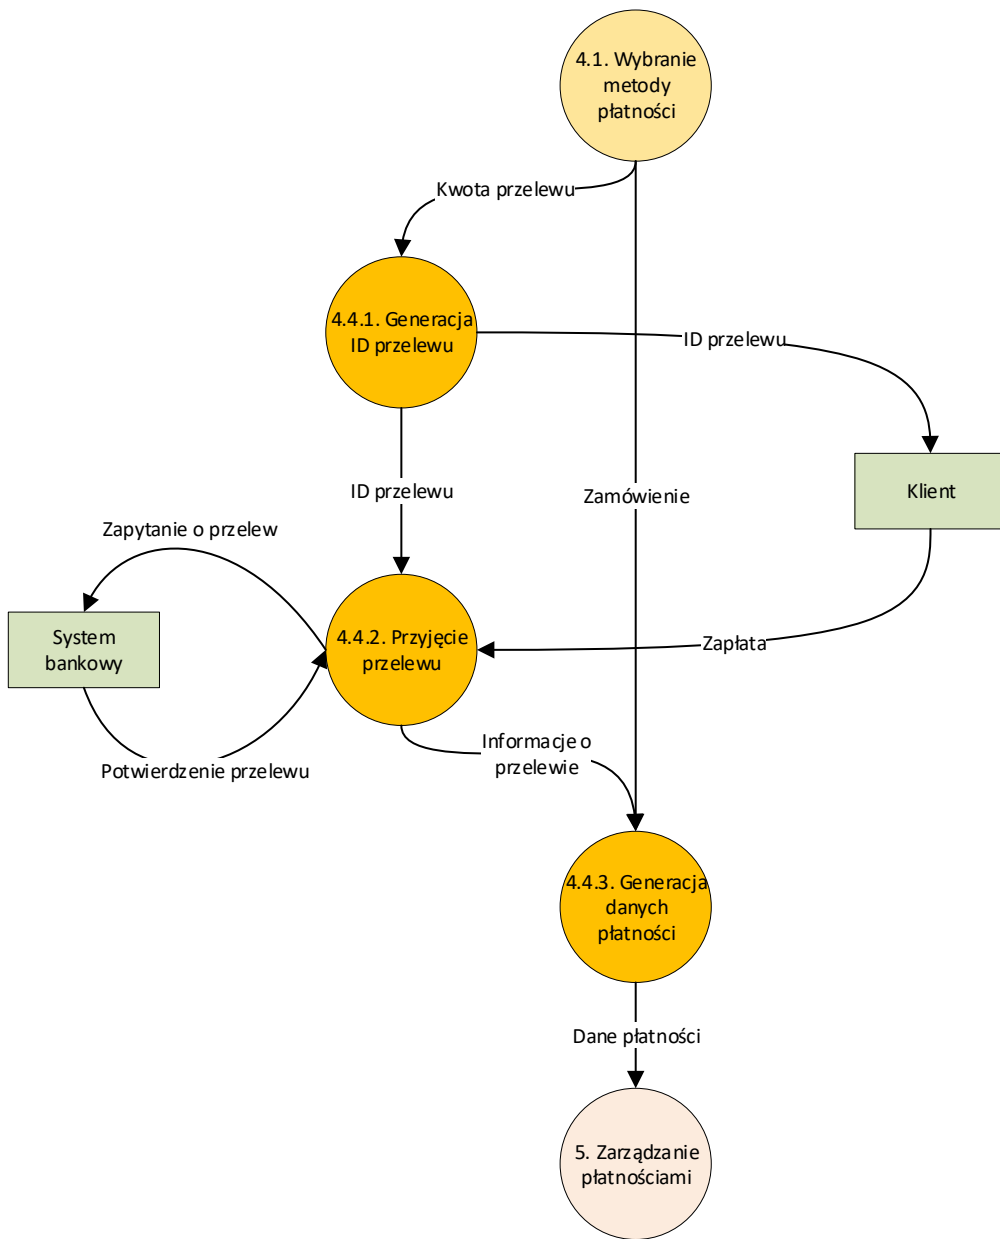 4.1. Wybranie
metody
płatności
Kwota przelewu
4.4.1. Generacja
ID przelewu
ID przelewu
Klient
ID przelewu
Zamówienie
Zapytanie o przelew
System
bankowy
4.4.2. Przyjęcie
przelewu
Zapłata
Potwierdzenie przelewu
Informacje o
przelewie
4.4.3. Generacja
danych
płatności
Dane płatności
5. Zarządzanie
płatnościami